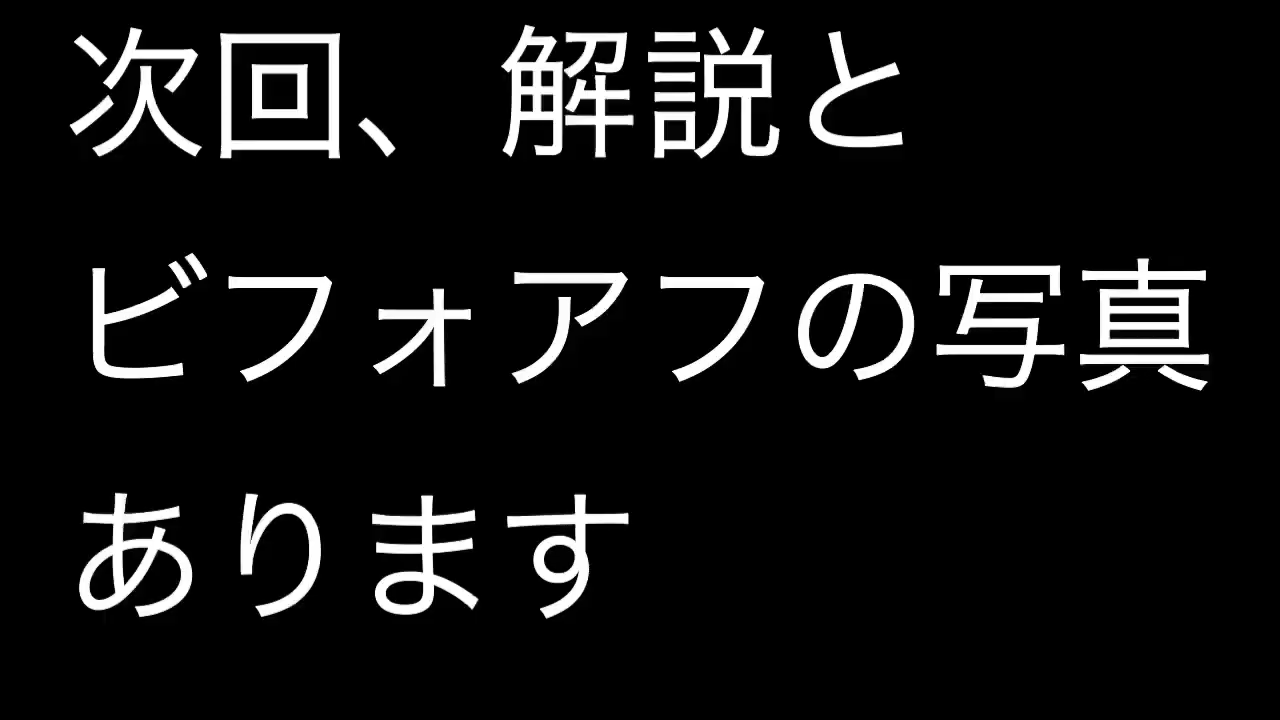 次回、解説と
ビフォアフの写真
あります